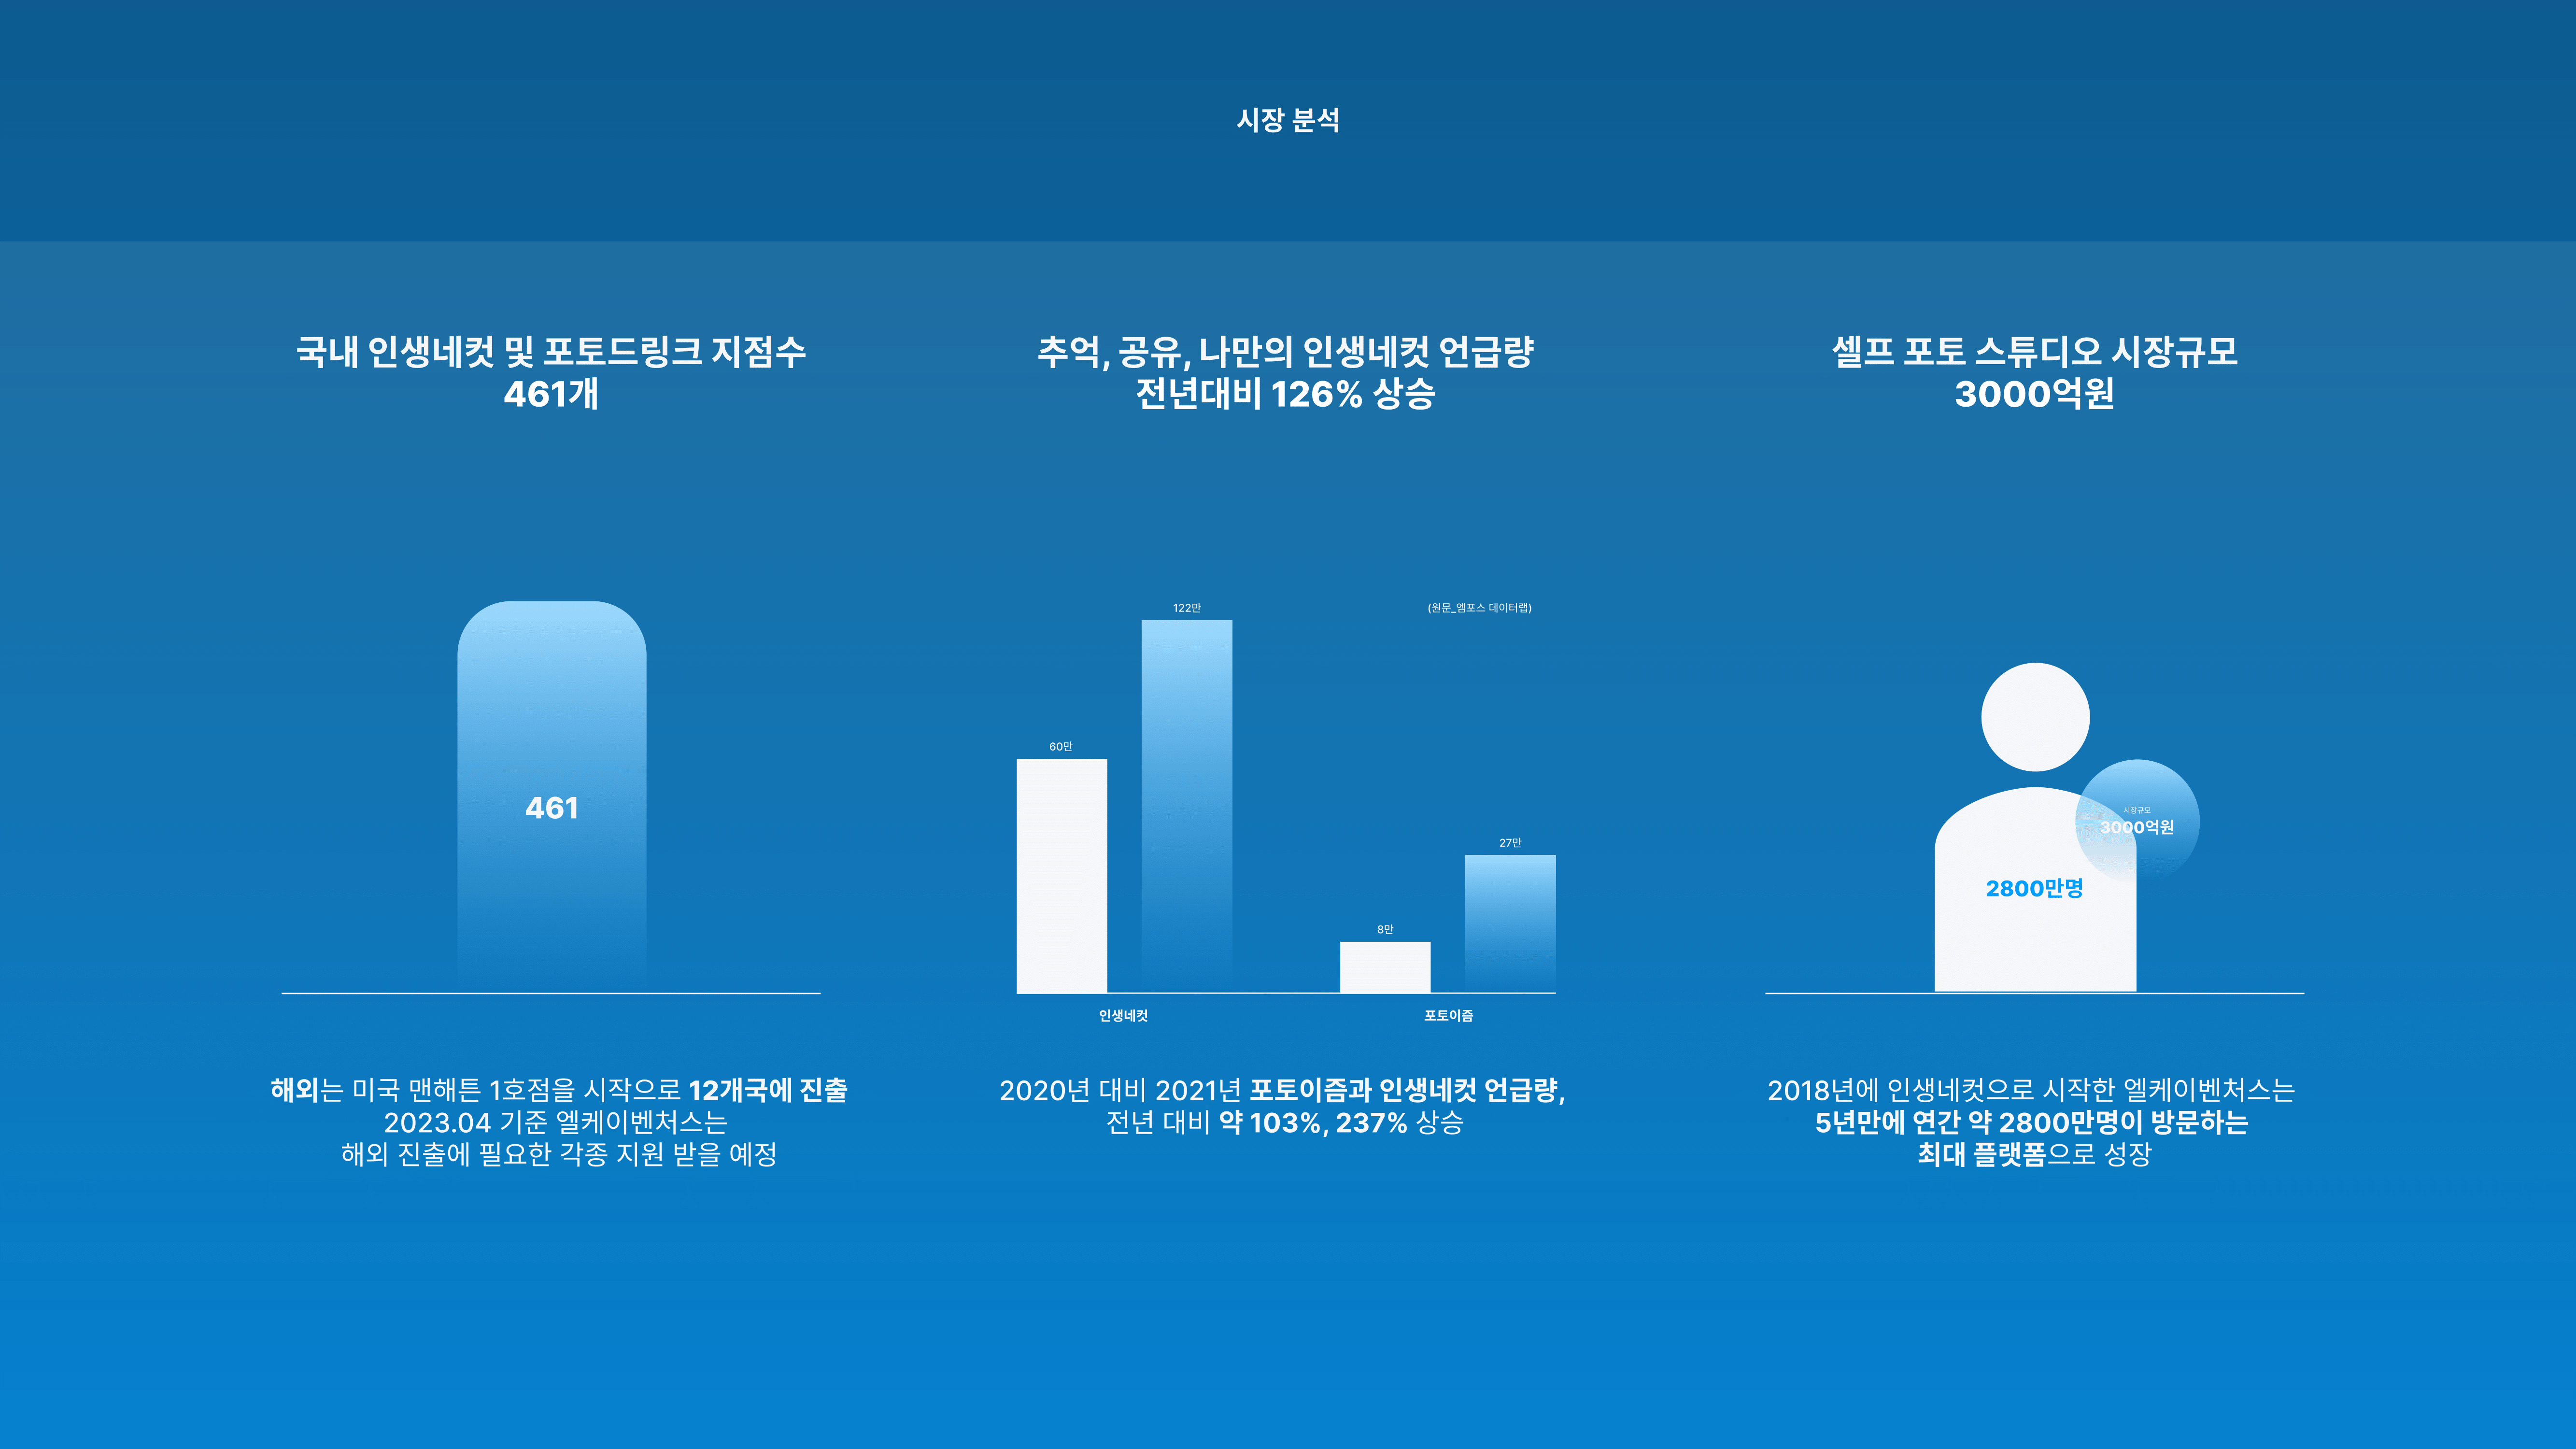 시장 분석
국내 인생네컷 및 포토드링크 지점수
461개
461
해외는 미국 맨해튼 1호점을 시작으로 12개국에 진출
2023.04 기준 엘케이벤처스는
해외 진출에 필요한 각종 지원 받을 예정
추억, 공유, 나만의 인생네컷 언급량
전년대비 126% 상승
(원문_엠포스 데이터랩)
60만
122만
8만
27만
인생네컷
포토이즘
2020년 대비 2021년 포토이즘과 인생네컷 언급량,
전년 대비 약 103%, 237% 상승
셀프 포토 스튜디오 시장규모
3000억원
시장규모
3000억원
2800만명
2018년에 인생네컷으로 시작한 엘케이벤처스는
5년만에 연간 약 2800만명이 방문하는
최대 플랫폼으로 성장